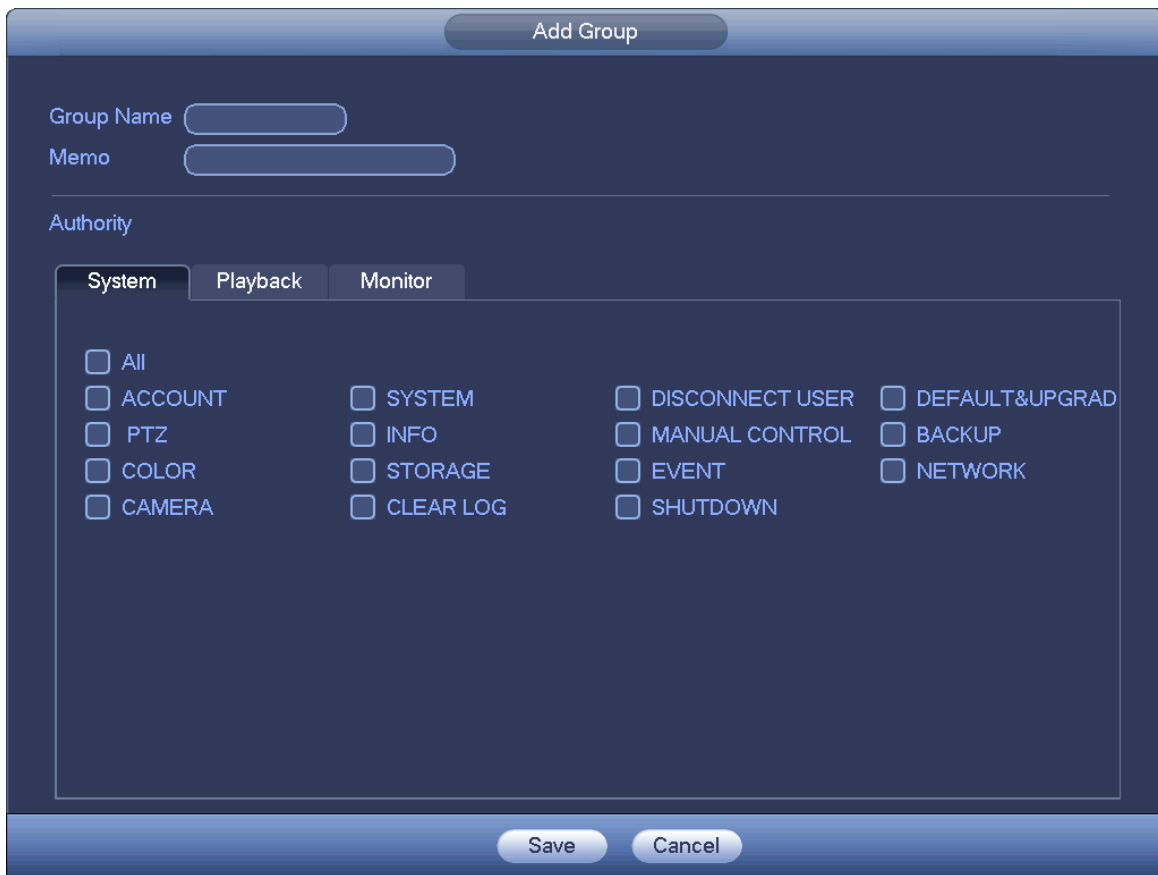 Add Group
Group Name
Memo
Authority
System Playback Monitor
All
ACCOUNT SYSTEM DISCONNECT USER DEFAULT&UPGRAD
PTZ INFO MANUAL CONTROL BACKUP
COLOR STORAGE EVENT NETWORK
CAMERA CLEAR LOG SHUTDOWN
Save Cancel